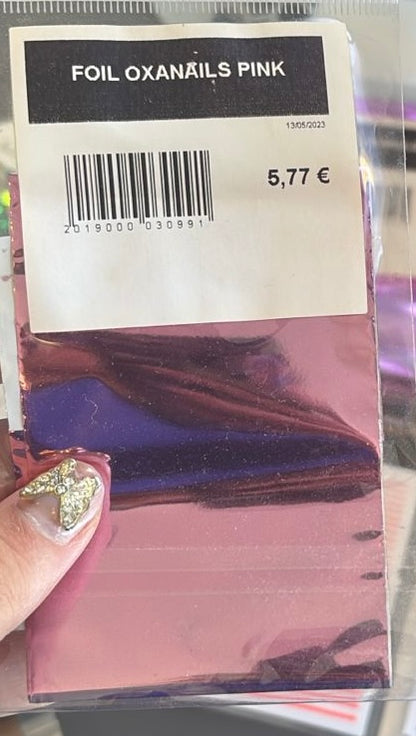 FOIL OXANAILS PINK
13/05/2023
5,77 €
2019000 030991